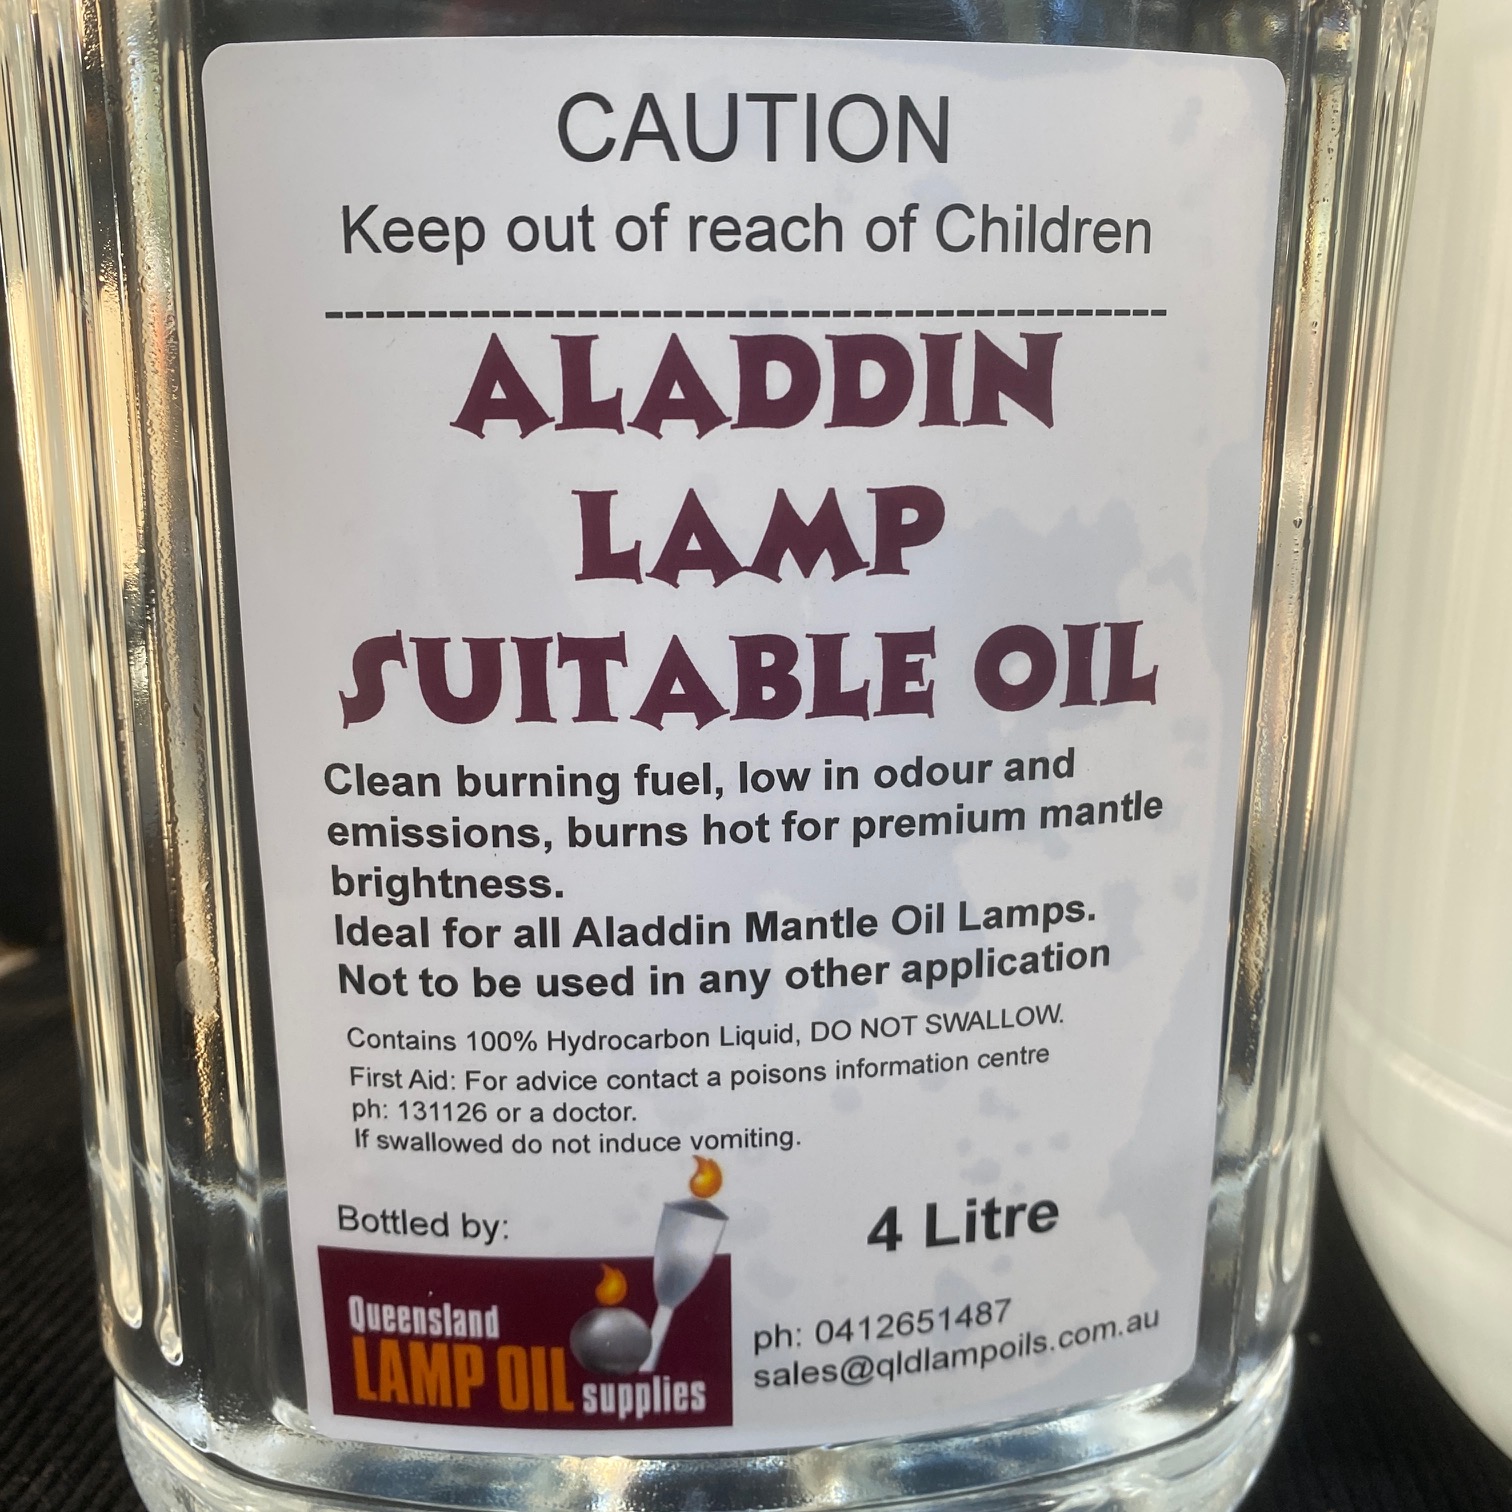 CAUTION
Keep out of reach of Children
----------------------------------------
ALADDIN
LAMP
SUITABLE OIL
Clean burning fuel, low in odour and
emissions, burns hot for premium mantle
brightness.
Ideal for all Aladdin Mantle Oil Lamps.
Not to be used in any other application
Contains 100% Hydrocarbon Liquid, DO NOT SWALLOW.
First Aid: For advice contact a poisons information centre
ph: 131126 or a doctor.
If swallowed do not induce vomiting.
Bottled by:
4 Litre
Queensland
LAMP OIL
supplies
ph: 0412651487
sales@qldlampoils.com.au